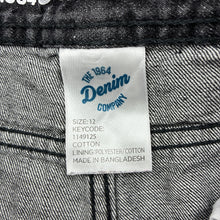 THE 1964
Denim
COMPANY
SIZE: 12
KEYCODE:
1149125
COTTON
LINING:POLYESTER/COTTON
MADE IN BANGLADESH